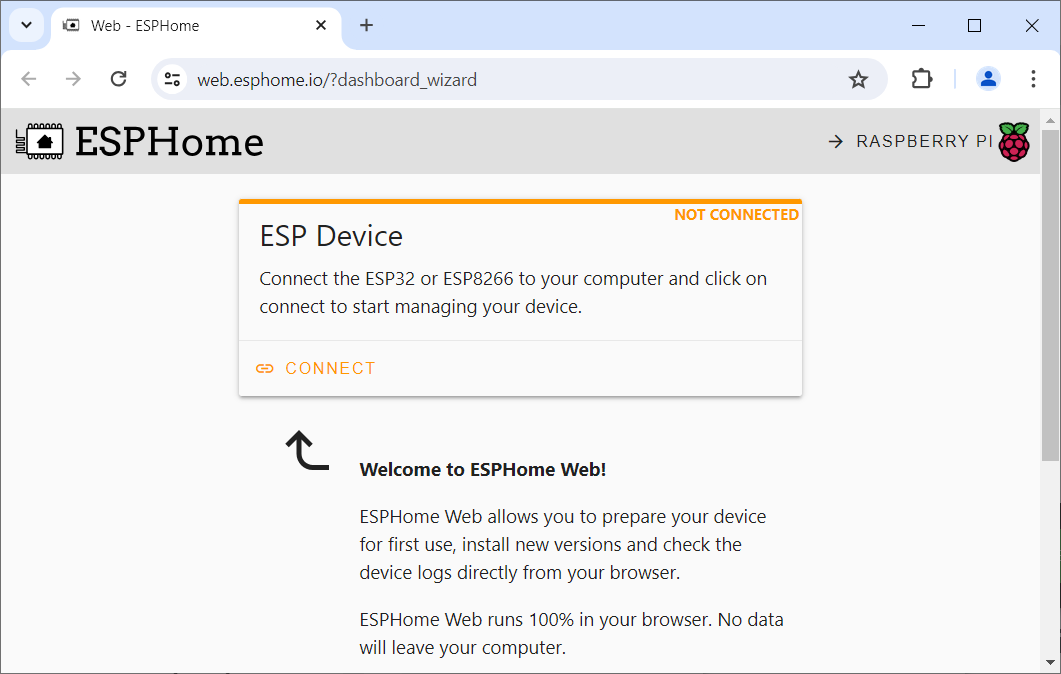 Web - ESPHome
web.esphome.io/?dashboard_wizard
ESPHome
RASPBERRY PI
NOT CONNECTED
ESP Device
Connect the ESP32 or ESP8266 to your computer and click on
connect to start managing your device.
CONNECT
Welcome to ESPHome Web!
ESPHome Web allows you to prepare your device
for first use, install new versions and check the
device logs directly from your browser.
ESPHome Web runs 100% in your browser. No data
will leave your computer.